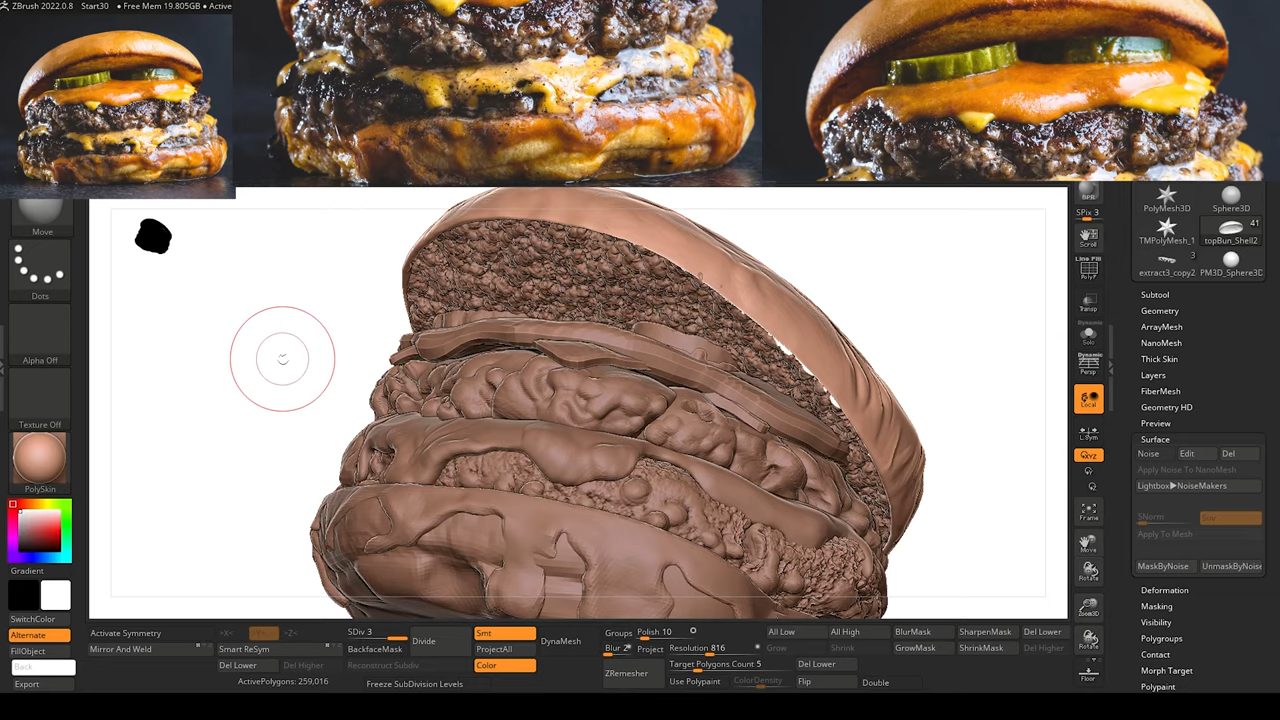 ZBrush 2022.0.8 Start30 ● Free Mem 19.805GB ● Active
Move
Dots
Alpha Off
Texture Off
PolySkin
Gradient
SwitchColor
Alternate
FillObject
Back
Export
BPR
SPix 3
Scroll
Line Fill
PolyF
Transp
Dynamic
Solo
Dynamic
Persp
Local
L.Sym
XYZ
Frame
Move
Rotate
Zoom3D
Rotate
Floor
PolyMesh3D
Sphere3D
TMPolyMesh_1
41
topBun_Shell2
3
extract3_copy2
PM3D_Sphere3D
Subtool
Geometry
ArrayMesh
NanoMesh
Thick Skin
Layers
FiberMesh
Geometry HD
Preview
Surface
Noise Edit Del
Apply Noise To NanoMesh
Lightbox▶NoiseMakers
SNorm
Apply To Mesh
MaskByNoise UnmaskByNoise
Deformation
Masking
Visibility
Polygroups
Contact
Morph Target
Polypaint
Activate Symmetry >X< >Y< >Z<
Mirror And Weld
Smart ReSym
Del Lower Del Higher
ActivePolygons: 259,016
SDiv 3
BackfaceMask
Reconstruct Subdiv
Freeze SubDivision Levels
Divide
Smt
ProjectAll
Color
DynaMesh
Groups Polish 10
Blur 2 Project Resolution 816
ZRemesher
Target Polygons Count 5
Use Polypaint ColorDensity
All Low All High BlurMask SharpenMask Del Lower
Grow Shrink GrowMask ShrinkMask Del Higher
Del Lower
Flip Double